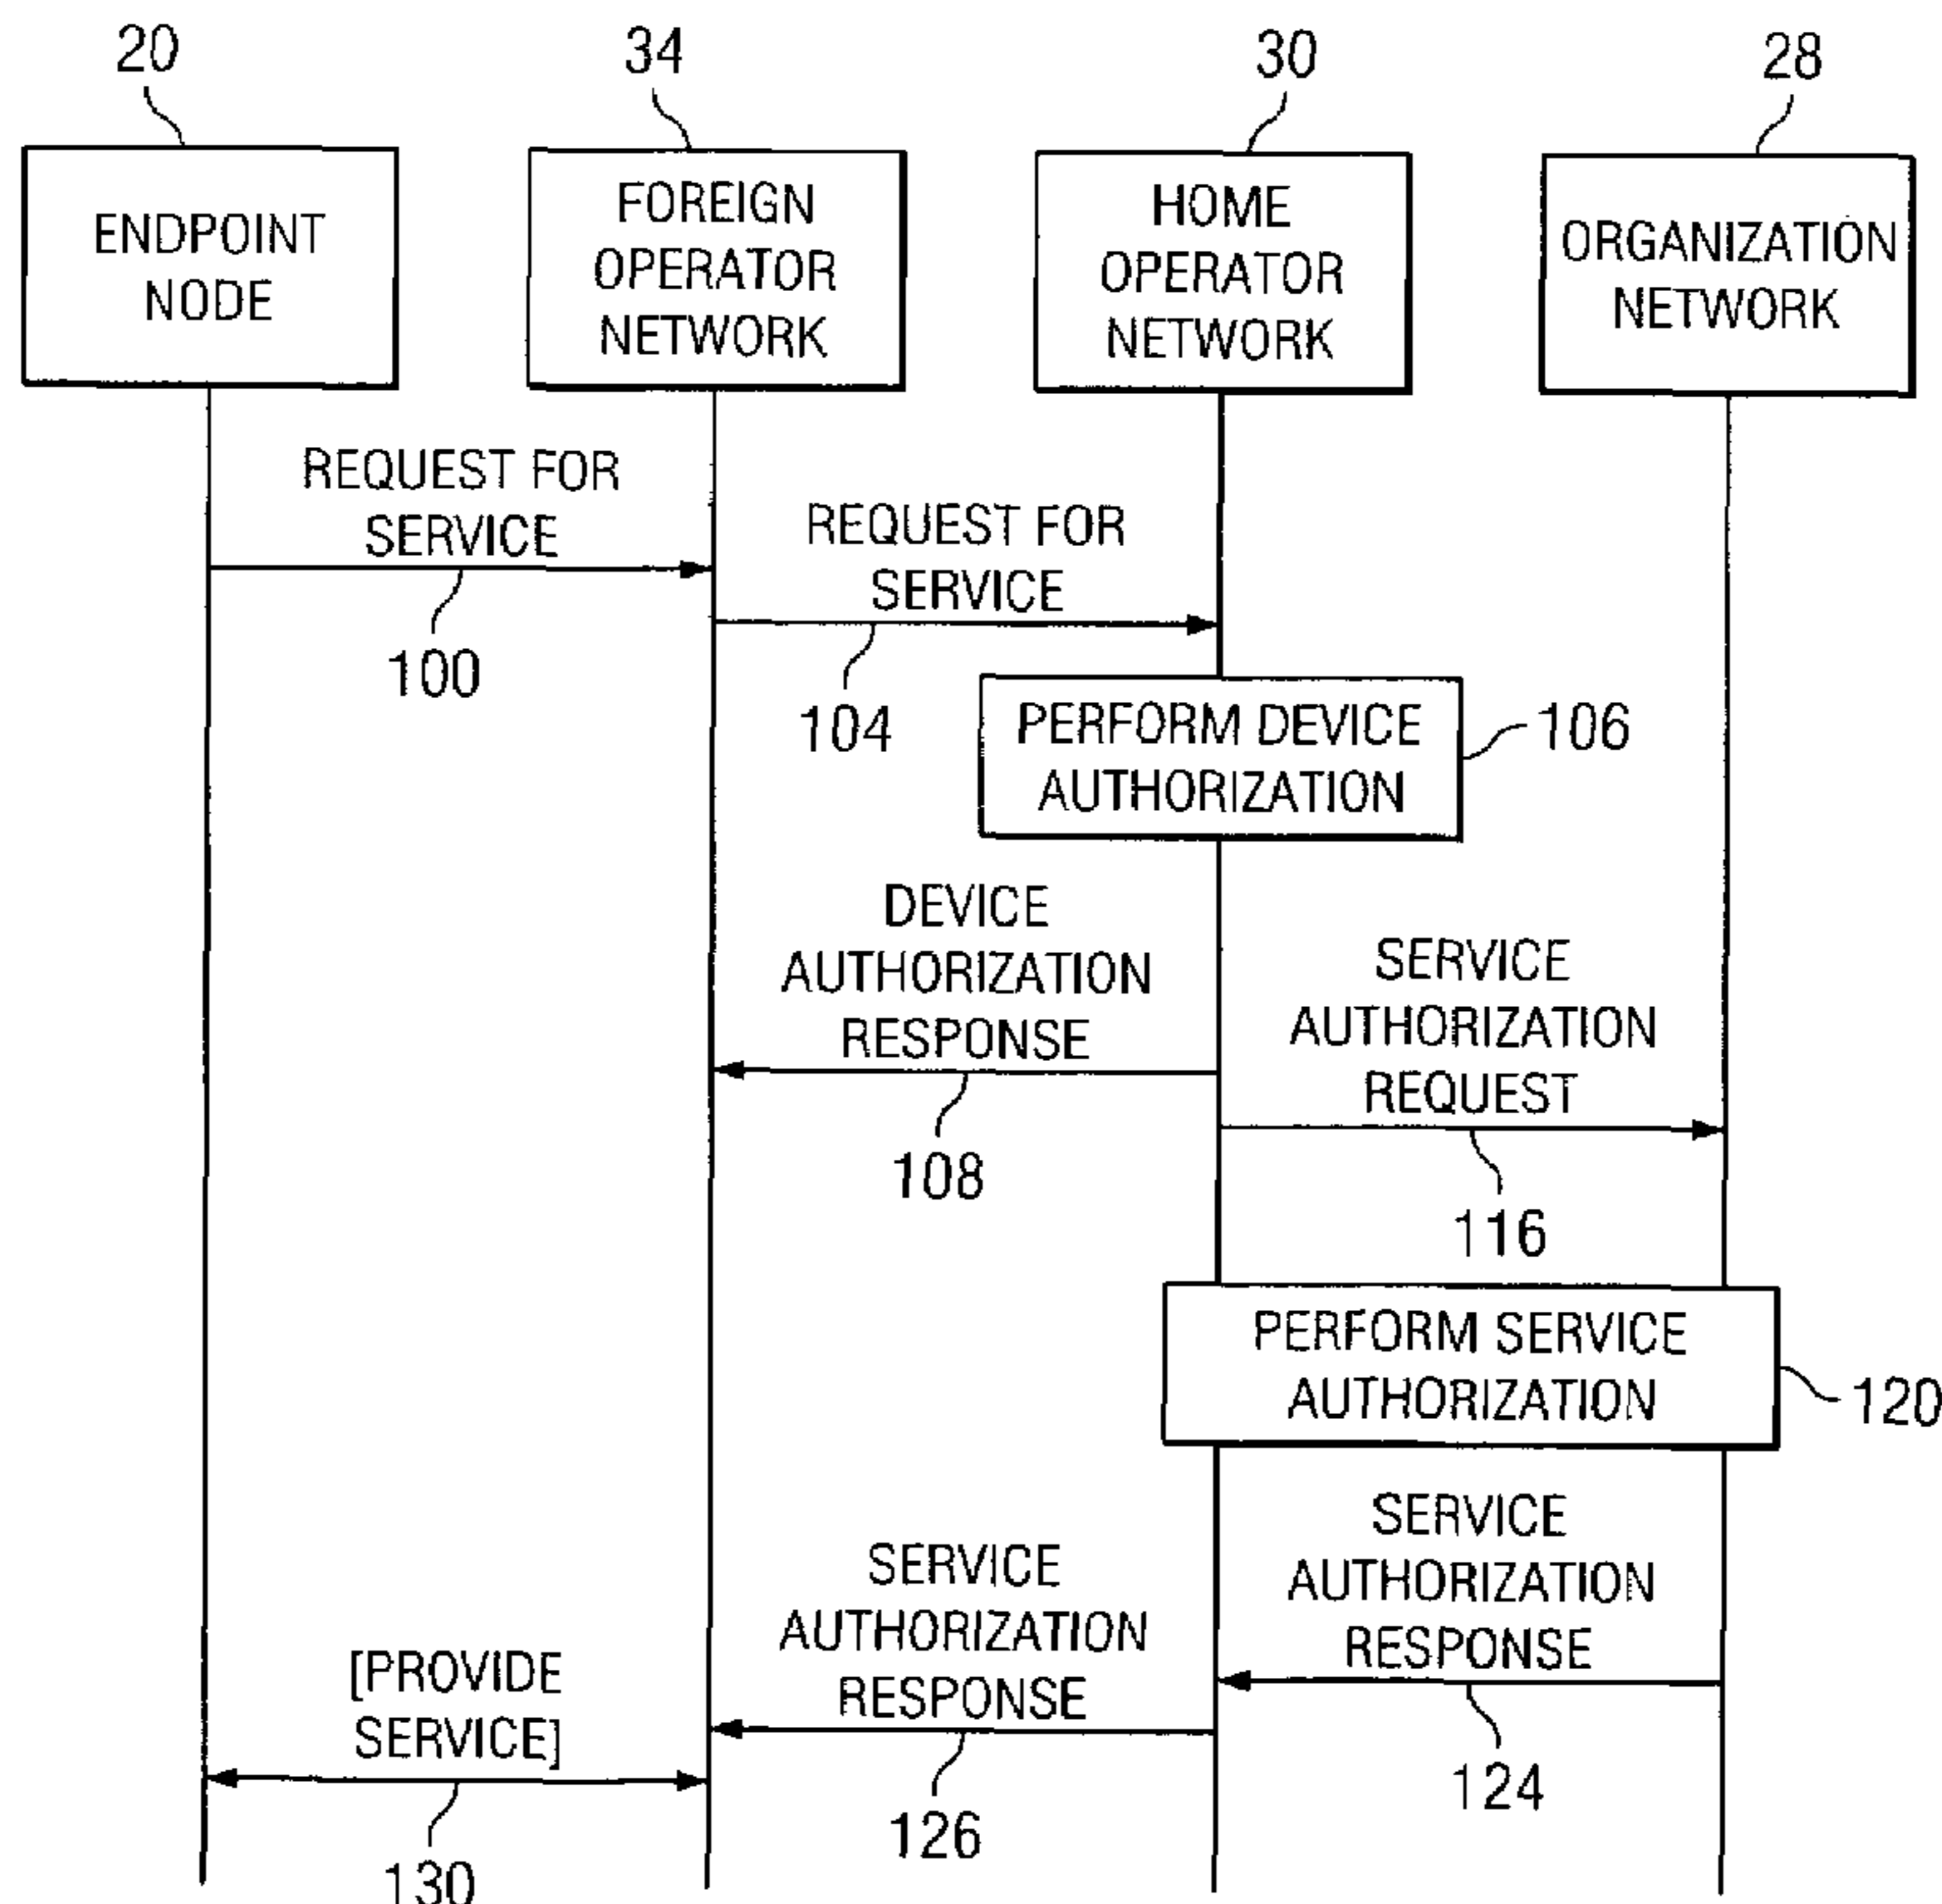 20
34
30
28
ENDPOINT
NODE
FOREIGN
OPERATOR
NETWORK
HOME
OPERATOR
NETWORK
ORGANIZATION
NETWORK
REQUEST FOR
SERVICE
100
REQUEST FOR
SERVICE
104
PERFORM DEVICE
AUTHORIZATION
106
DEVICE
AUTHORIZATION
RESPONSE
108
SERVICE
AUTHORIZATION
REQUEST
116
PERFORM SERVICE
AUTHORIZATION
120
SERVICE
AUTHORIZATION
RESPONSE
124
SERVICE
AUTHORIZATION
RESPONSE
126
[PROVIDE
SERVICE]
130